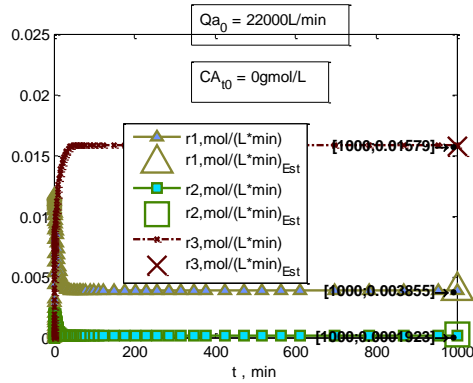 Qa0 = 22000L/min
CAt0 = 0gmol/L
0.025
0.02
0.015
0.01
0.005
0
r1,mol/(L*min)
r1,mol/(L*min)Est
r2,mol/(L*min)
r2,mol/(L*min)Est
r3,mol/(L*min)
r3,mol/(L*min)Est
[1000,0.01579]
[1000,0.003855]
[1000,0.0001923]
0 200 400 600 800 1000
t , min